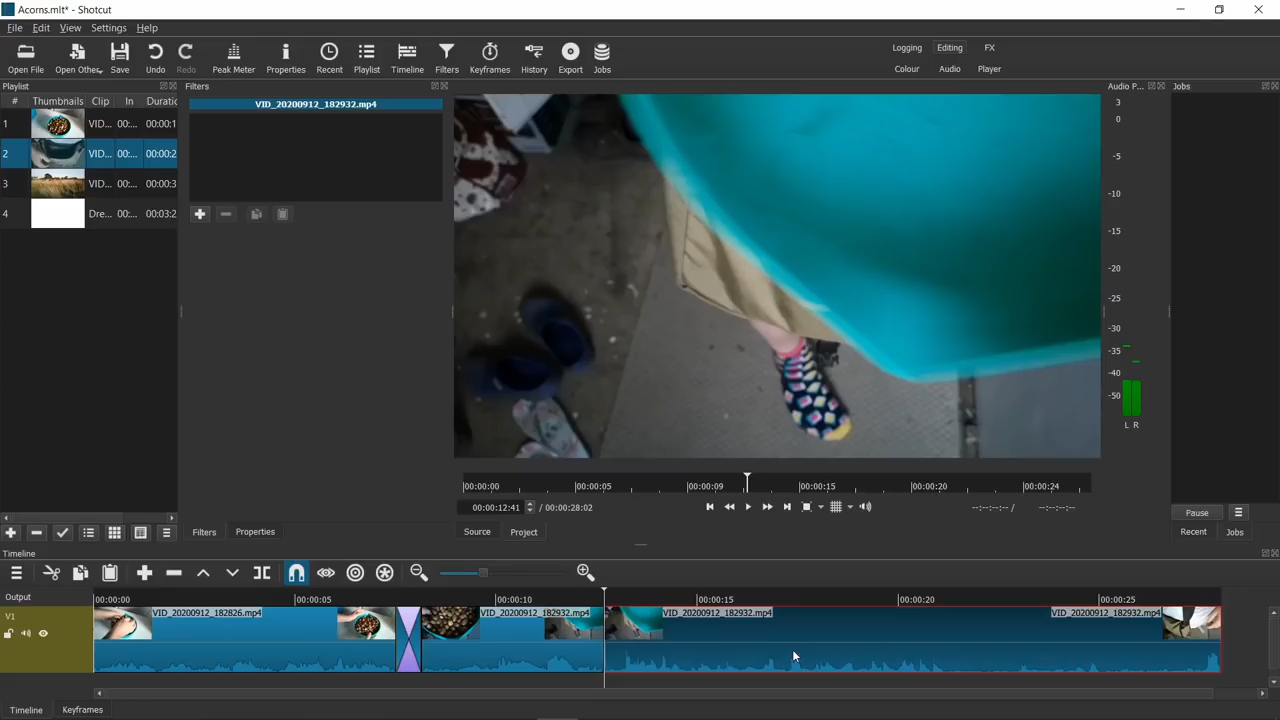 Acorns.mlt* - Shotcut
File Edit View Settings Help
Open File Open Other... Save Undo Redo Peak Meter Properties Recent Playlist Timeline Filters Keyframes History Export Jobs
Logging Editing FX
Colour Audio Player
Playlist
# Thumbnails Clip In Duratic
1 VID... 00:... 00:00:1
2 VID... 00:... 00:00:2
3 VID... 00:... 00:00:3
4 Dre... 00:... 00:03:2
Filters
VID_20200912_182932.mp4
Filters Properties
00:00:00 00:00:05 00:00:09 00:00:15 00:00:20 00:00:24
00:00:12:41 / 00:00:28:02
--:--:--:-- / --:--:--:--
Source Project
Audio P...
3
0
-5
-10
-15
-20
-25
-30
-35
-40
-50
L R
Jobs
Pause
Recent Jobs
Timeline
Output
00:00:00 00:00:05 00:00:10 00:00:15 00:00:20 00:00:25
V1
VID_20200912_182826.mp4 VID_20200912_182932.mp4 VID_20200912_182932.mp4 VID_20200912_182932.mp4
Timeline Keyframes